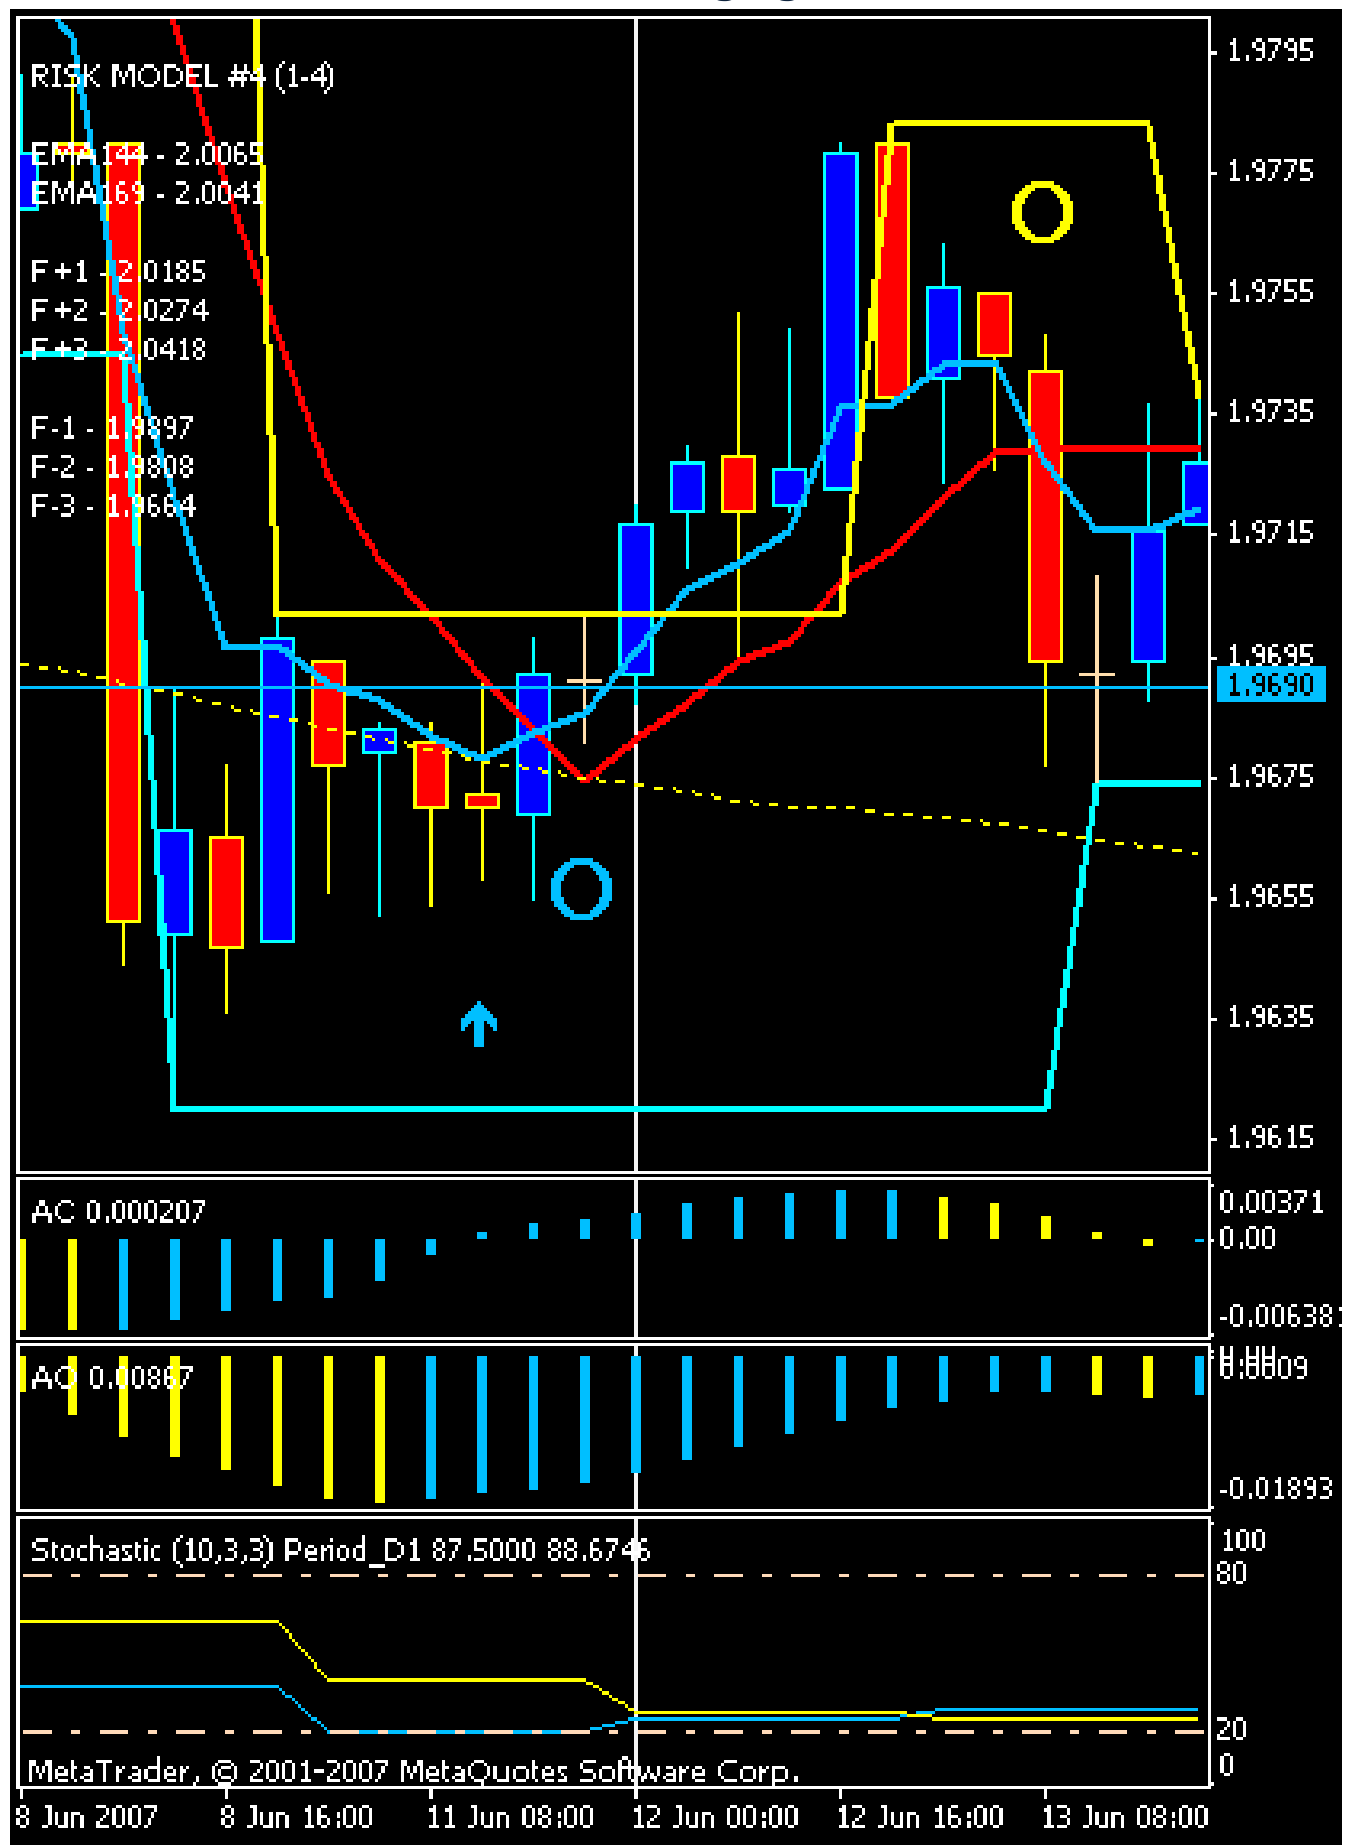 1.9795
RISK MODEL #4 (1-4)
EMA144 - 2.0065
1.9775
EMA169 - 2.0041
F+1 - 2.0185
1.9755
F+2 - 2.0274
F+3 - 2.0418
1.9735
F-1 - 1.9897
F-2 - 1.9808
F-3 - 1.9664
1.9715
1.9695
1.9690
1.9675
1.9655
1.9635
1.9615
AC 0.000207
0.00371
0.00
-0.006381
AO 0.00867
0.0009
-0.01893
Stochastic (10,3,3) Period_D1 87.5000 88.6746
100
80
20
0
MetaTrader, © 2001-2007 MetaQuotes Software Corp.
8 Jun 2007 8 Jun 16:00 11 Jun 08:00 12 Jun 00:00 12 Jun 16:00 13 Jun 08:00